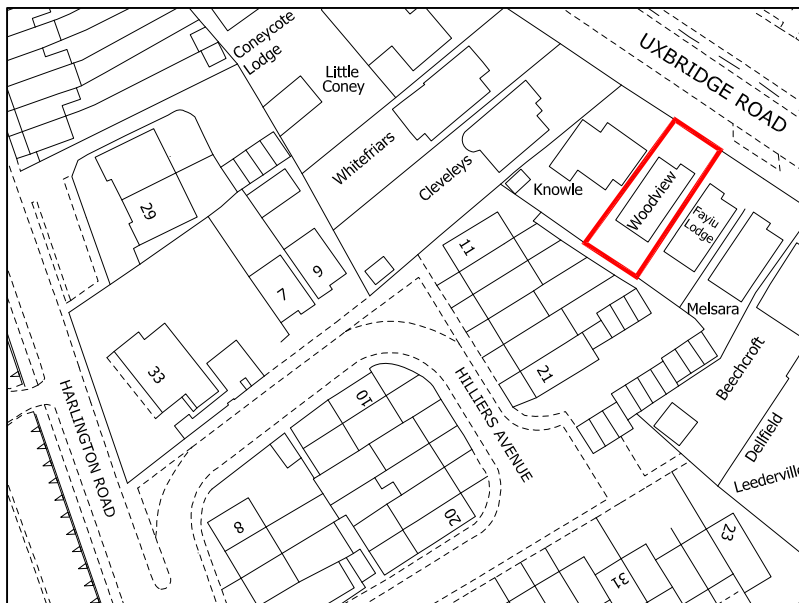 Coneycote
Lodge
Little
Coney
UXBRIDGE ROAD
Whitefriars
Cleveleys
Knowle
Woodview
Fayiu
Lodge
29
11
7
9
Melsara
33
21
Beechcroft
HARLINGTON ROAD
10
HILLIERS AVENUE
Dellfield
Leederville
8
20
23
31